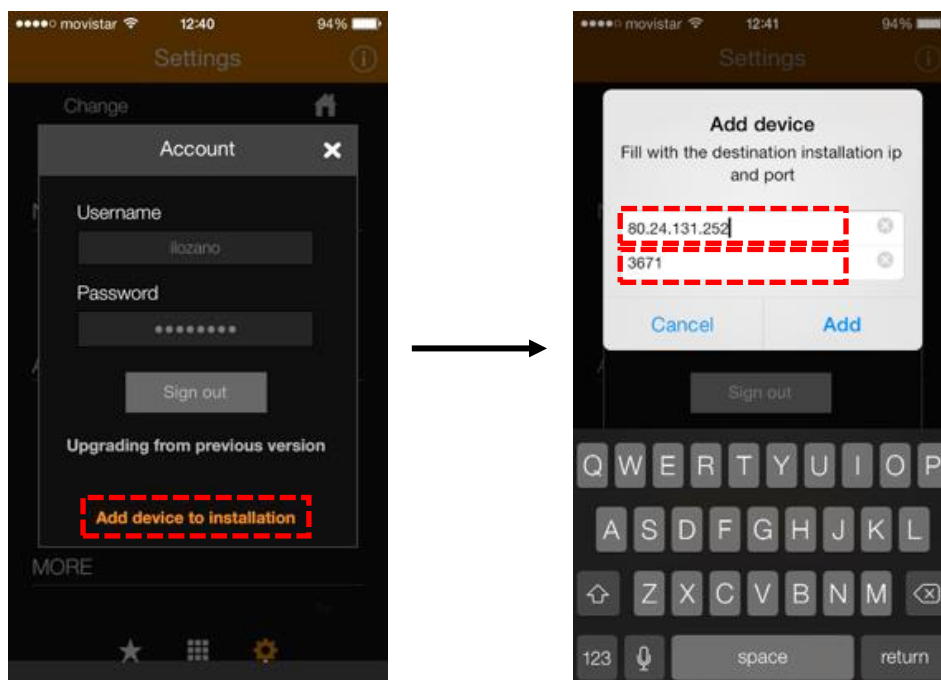 movistar 12:40 94%
Settings
Change
Account
Username
ilozano
Password
Sign out
Upgrading from previous version
Add device to installation
MORE
movistar 12:41 94%
Settings
Add device
Fill with the destination installation ip
and port
80.24.131.252
3671
Cancel Add
Sign out
Q W E R T Y U I O P
A S D F G H J K L
Z X C V B N M
123 space return